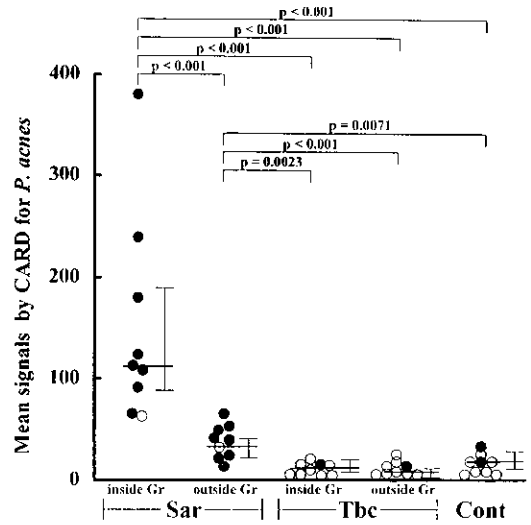 p < 0.001
p < 0.001
p < 0.001
p < 0.001
p = 0.0071
p < 0.001
p = 0.0023
400
300
200
100
0
Mean signals by CARD for P. acnes
inside Gr outside Gr inside Gr outside Gr
Sar Tbc Cont